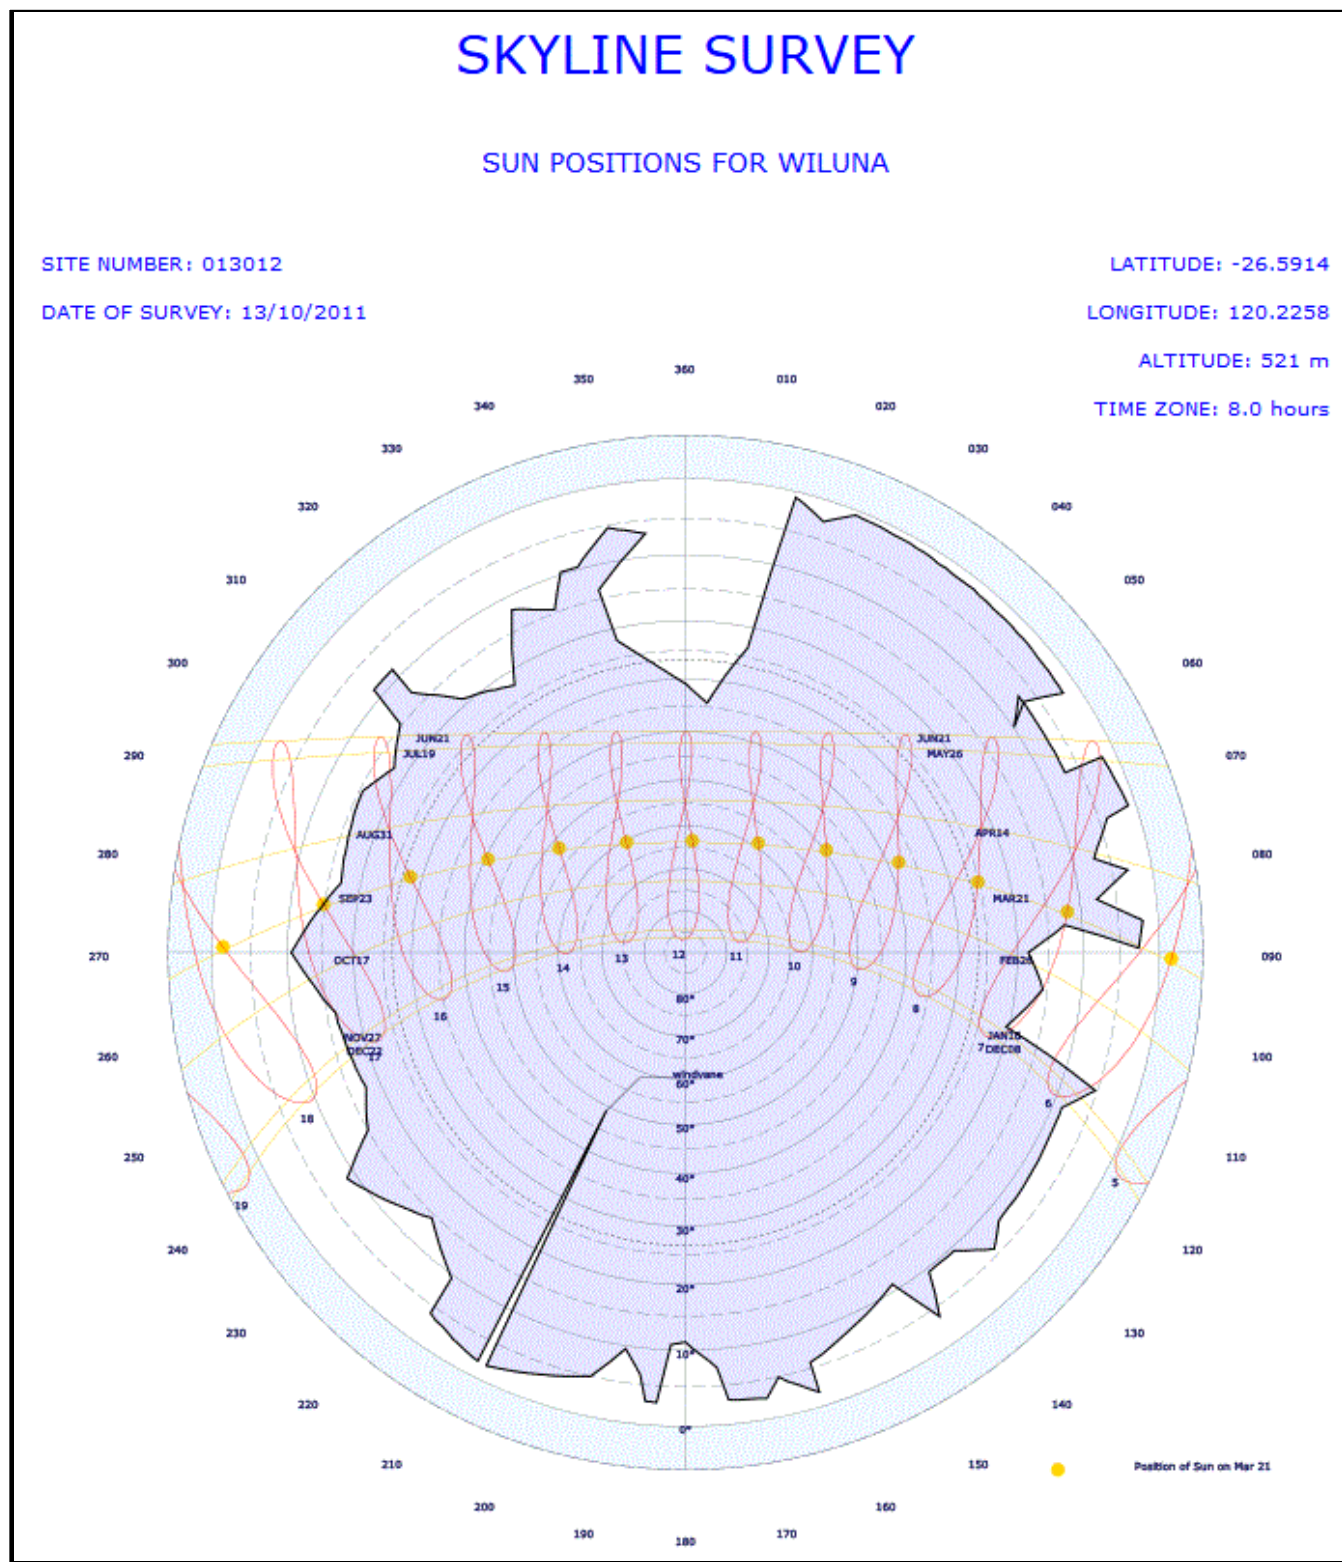 SKYLINE SURVEY
SUN POSITIONS FOR WILUNA
SITE NUMBER: 013012
LATITUDE: -26.5914
DATE OF SURVEY: 13/10/2011
LONGITUDE: 120.2258
ALTITUDE: 521 m
TIME ZONE: 8.0 hours
360
350
010
340
020
330
030
320
040
310
050
300
060
290
070
JUN21
JUN21
JUL19
MAY26
AUG31
APR14
280
080
SEP23
MAR21
270
OCT17
12
13
14
11
10
FEB26
090
15
9
16
8
80°
NOV27
DEC22
17
70°
JAN16
7
DEC08
260
100
windvane
60°
18
6
50°
250
110
40°
5
19
30°
240
120
20°
230
130
10°
220
140
0°
210
150
Position of Sun on Mar 21
200
160
190
170
180